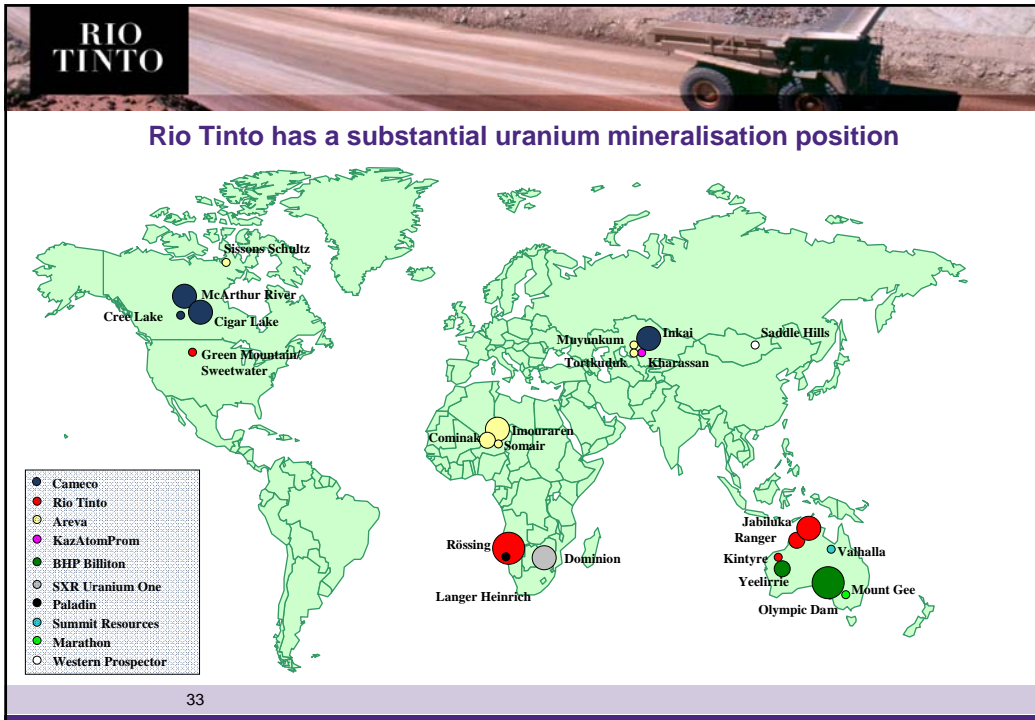 RIO
TINTO
Rio Tinto has a substantial uranium mineralisation position
Sissons Schultz
McArthur River
Cree Lake
Cigar Lake
Green Mountain/
Sweetwater
Inkai
Saddle Hills
Muyunkum
Tortkuduk
Kharassan
Imouraren
Cominak
Somair
Rössing
Dominion
Langer Heinrich
Jabiluka
Ranger
Valhalla
Kintyre
Yeelirrie
Mount Gee
Olympic Dam
Cameco
Rio Tinto
Areva
KazAtomProm
BHP Billiton
SXR Uranium One
Paladin
Summit Resources
Marathon
Western Prospector
33